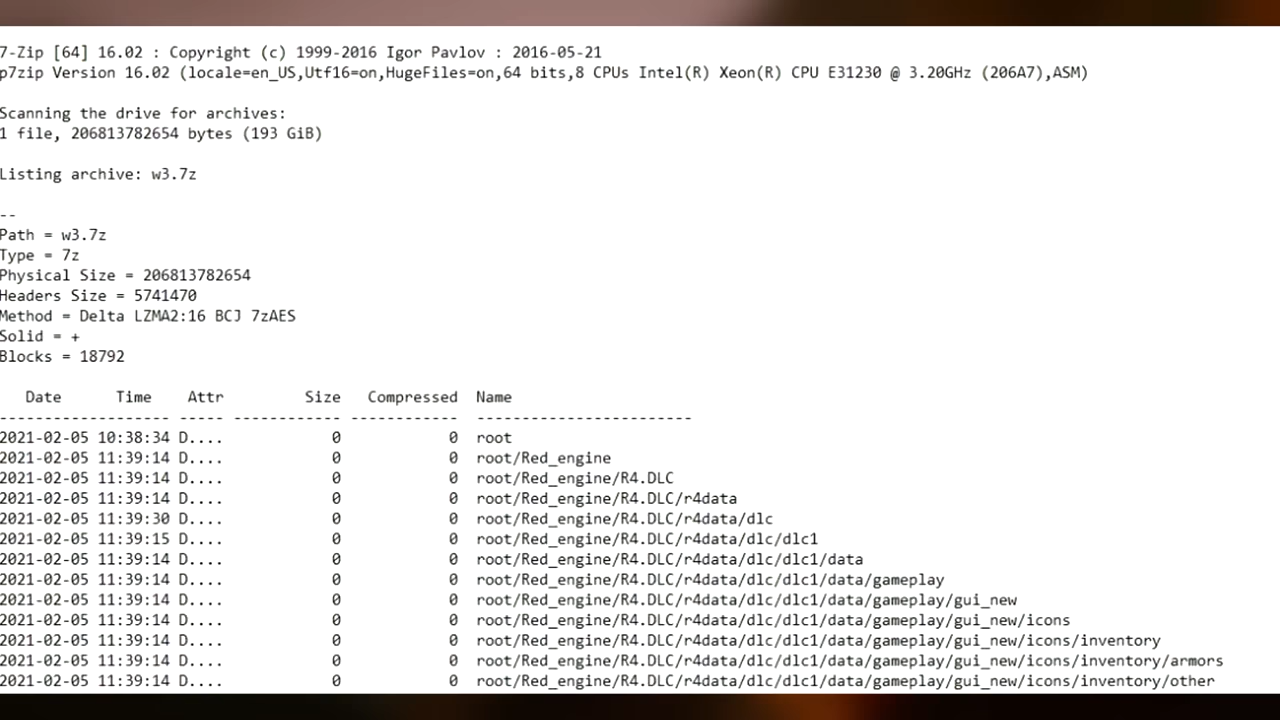 7-Zip [64] 16.02 : Copyright (c) 1999-2016 Igor Pavlov : 2016-05-21
p7zip Version 16.02 (locale=en_US,Utf16=on,HugeFiles=on,64 bits,8 CPUs Intel(R) Xeon(R) CPU E31230 @ 3.20GHz (206A7),ASM)
Scanning the drive for archives:
1 file, 206813782654 bytes (193 GiB)
Listing archive: w3.7z
--
Path = w3.7z
Type = 7z
Physical Size = 206813782654
Headers Size = 5741470
Method = Delta LZMA2:16 BCJ 7zAES
Solid = +
Blocks = 18792
Date Time Attr Size Compressed Name
------------------- ----- ------------ ------------ ------------------------
2021-02-05 10:38:34 D.... 0 0 root
2021-02-05 11:39:14 D.... 0 0 root/Red_engine
2021-02-05 11:39:14 D.... 0 0 root/Red_engine/R4.DLC
2021-02-05 11:39:14 D.... 0 0 root/Red_engine/R4.DLC/r4data
2021-02-05 11:39:30 D.... 0 0 root/Red_engine/R4.DLC/r4data/dlc
2021-02-05 11:39:15 D.... 0 0 root/Red_engine/R4.DLC/r4data/dlc/dlc1
2021-02-05 11:39:14 D.... 0 0 root/Red_engine/R4.DLC/r4data/dlc/dlc1/data
2021-02-05 11:39:14 D.... 0 0 root/Red_engine/R4.DLC/r4data/dlc/dlc1/data/gameplay
2021-02-05 11:39:14 D.... 0 0 root/Red_engine/R4.DLC/r4data/dlc/dlc1/data/gameplay/gui_new
2021-02-05 11:39:14 D.... 0 0 root/Red_engine/R4.DLC/r4data/dlc/dlc1/data/gameplay/gui_new/icons
2021-02-05 11:39:14 D.... 0 0 root/Red_engine/R4.DLC/r4data/dlc/dlc1/data/gameplay/gui_new/icons/inventory
2021-02-05 11:39:14 D.... 0 0 root/Red_engine/R4.DLC/r4data/dlc/dlc1/data/gameplay/gui_new/icons/inventory/armors
2021-02-05 11:39:14 D.... 0 0 root/Red_engine/R4.DLC/r4data/dlc/dlc1/data/gameplay/gui_new/icons/inventory/other